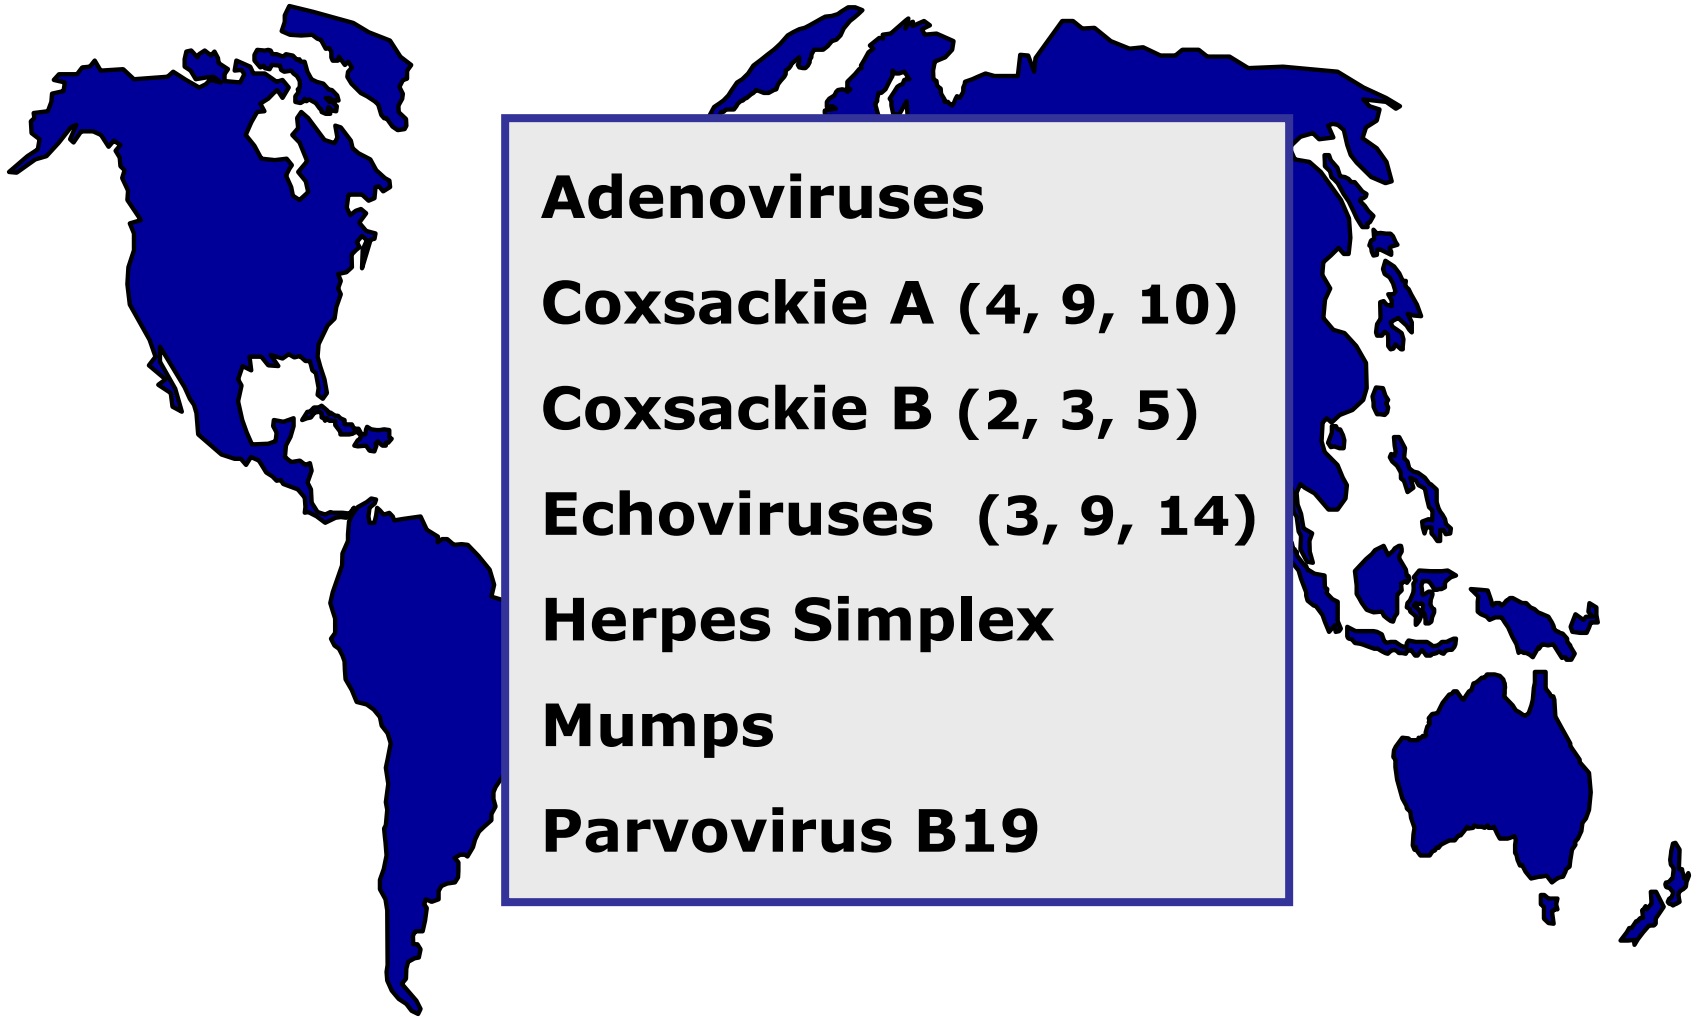 Adenoviruses
Coxsackie A (4, 9, 10)
Coxsackie B (2, 3, 5)
Echoviruses (3, 9, 14)
Herpes Simplex
Mumps
Parvovirus B19